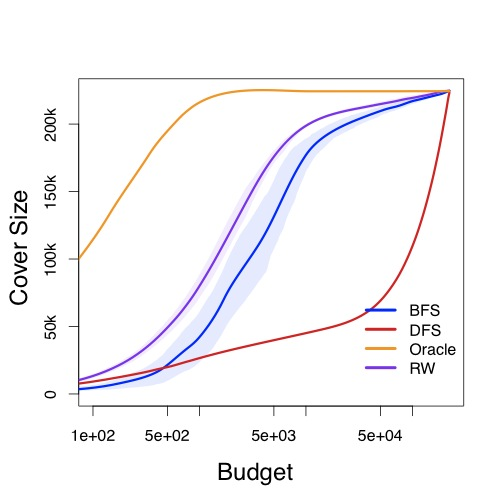 Cover Size
200k
150k
100k
50k
0
BFS
DFS
Oracle
RW
1e+02 5e+02 5e+03 5e+04
Budget